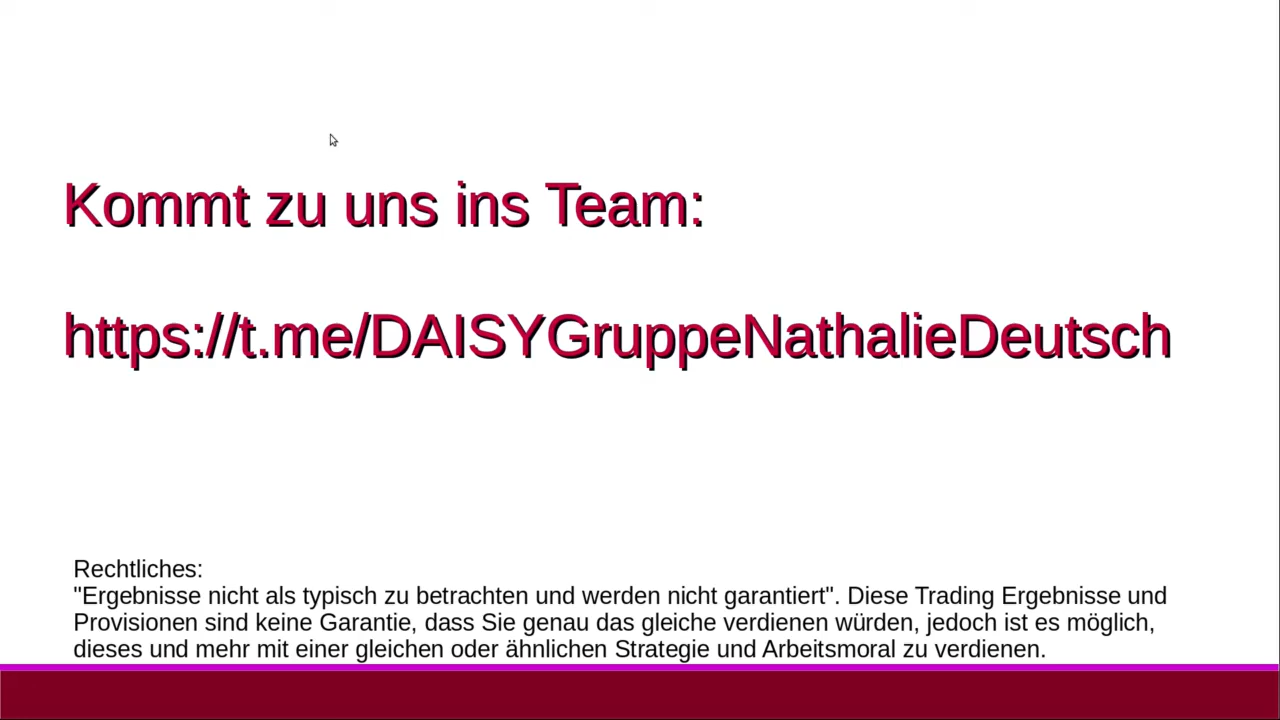 Kommt zu uns ins Team:
https://t.me/DAISYGruppeNathalieDeutsch
Rechtliches:
"Ergebnisse nicht als typisch zu betrachten und werden nicht garantiert". Diese Trading Ergebnisse und
Provisionen sind keine Garantie, dass Sie genau das gleiche verdienen würden, jedoch ist es möglich,
dieses und mehr mit einer gleichen oder ähnlichen Strategie und Arbeitsmoral zu verdienen.